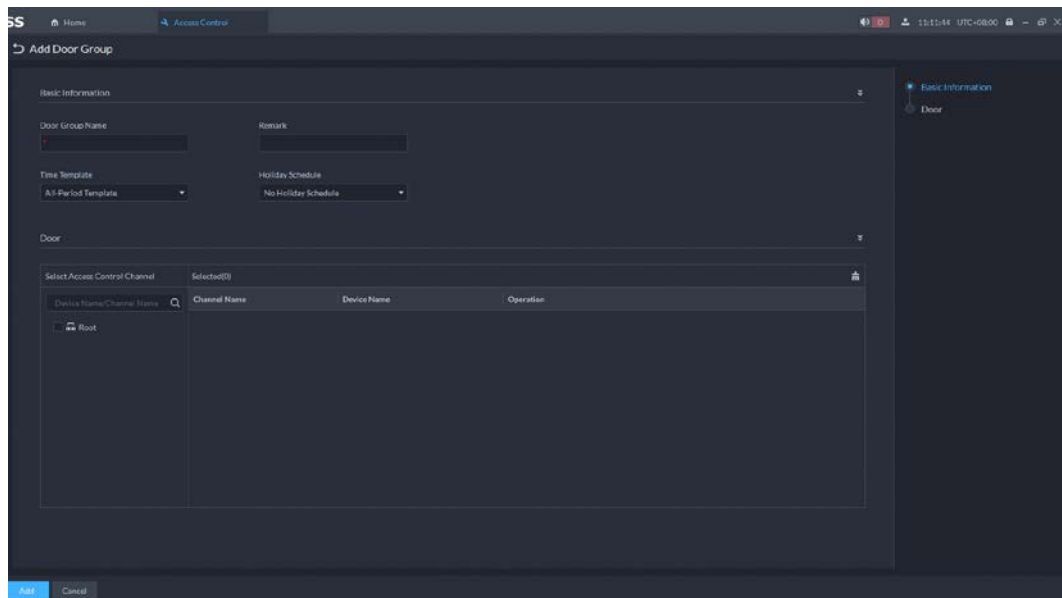 SS Home Access Control 0 11:11:44 UTC+08:00
Add Door Group
Basic Information
Basic Information
Door
Door Group Name Remark
*
Time Template Holiday Schedule
All-Period Template No Holiday Schedule
Door
Select Access Control Channel Selected(0)
Device Name/Channel Name Channel Name Device Name Operation
Root
Add Cancel